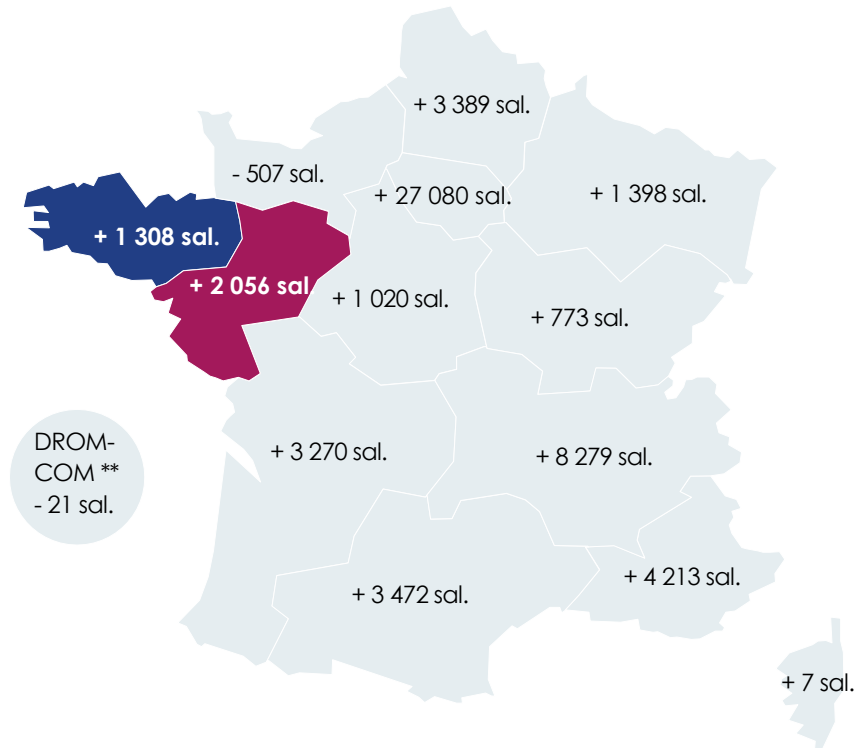 + 3 389 sal.
- 507 sal.
+ 27 080 sal.
+ 1 398 sal.
+ 1 308 sal.
+ 2 056 sal
+ 1 020 sal.
+ 773 sal.
DROM-
COM **
- 21 sal.
+ 3 270 sal.
+ 8 279 sal.
+ 3 472 sal.
+ 4 213 sal.
+ 7 sal.